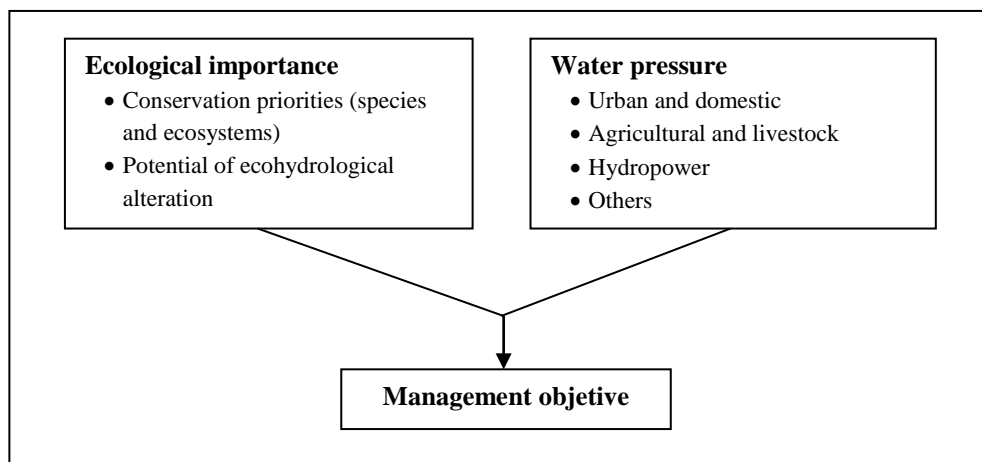 Ecological importance
• Conservation priorities (species
and ecosystems)
• Potential of ecohydrological
alteration
Water pressure
• Urban and domestic
• Agricultural and livestock
• Hydropower
• Others
Management objetive